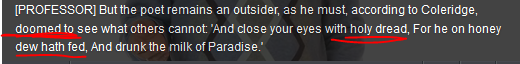 [PROFESSOR] But the poet remains an outsider, as he must, according to Coleridge,
doomed to see what others cannot: 'And close your eyes with holy dread, For he on honey
dew hath fed, And drunk the milk of Paradise.'